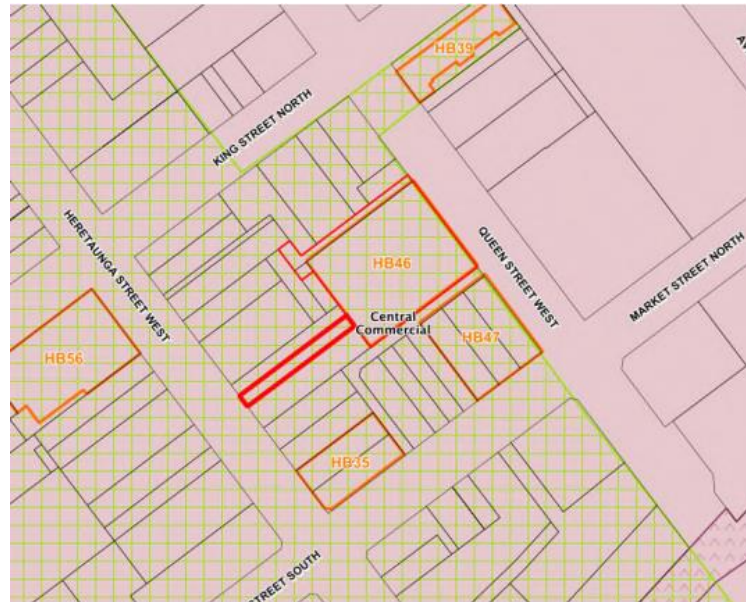 HB39
KING STREET NORTH
HERETAUNGA STREET WEST
QUEEN STREET WEST
HB46
MARKET STREET NORTH
Central
Commercial
HB47
HB56
HB35
STREET SOUTH